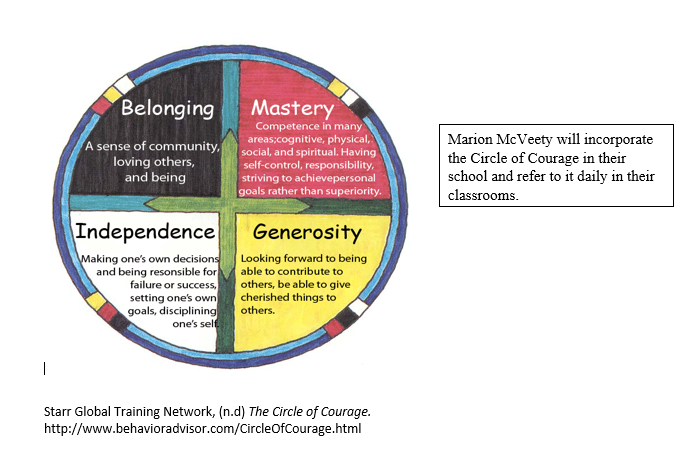 Belonging
A sense of community,
loving others,
and being
Mastery
Competence in many
areas;cognitive, physical,
social, and spiritual. Having
self-control, responsibility,
striving to achievepersonal
goals rather than superiority.
Independence
Making one's own decisions
and being resonsible for
failure or success,
setting one's own
goals, disciplining
one's self.
Generosity
Looking forward to being
able to contribute to
others, be able to give
cherished things to
others.
Marion McVeety will incorporate
the Circle of Courage in their
school and refer to it daily in their
classrooms.
Starr Global Training Network, (n.d) The Circle of Courage.
http://www.behavioradvisor.com/CircleOfCourage.html